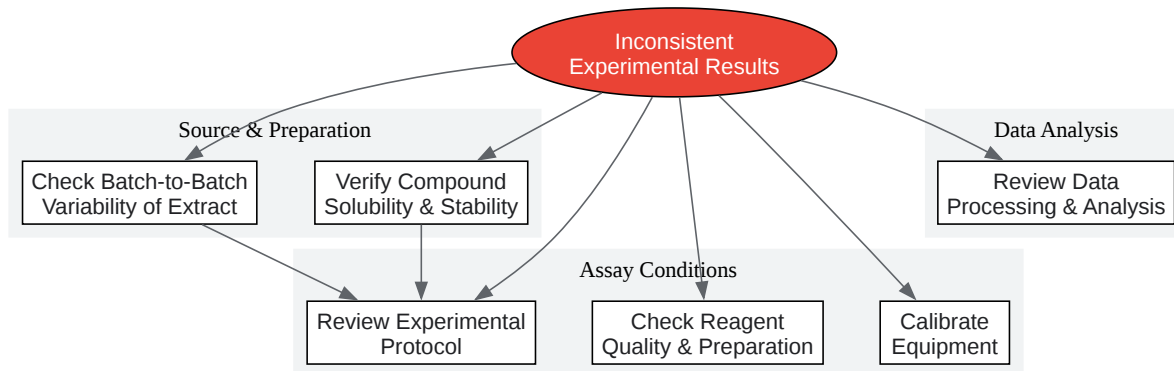 Inconsistent
Experimental Results
Source & Preparation
Data Analysis
Check Batch-to-Batch
Variability of Extract
Verify Compound
Solubility & Stability
Review Data
Processing & Analysis
Assay Conditions
Review Experimental
Protocol
Check Reagent
Quality & Preparation
Calibrate
Equipment